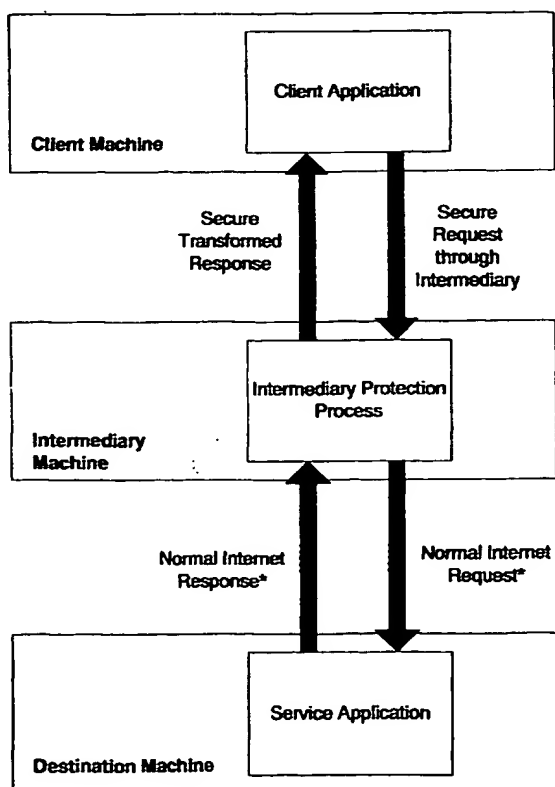 Client Application
Client Machine
Secure
Transformed
Response
Secure
Request
through
Intermediary
Intermediary Protection
Process
Intermediary
Machine
Normal Internet
Response*
Normal Internet
Request*
Service Application
Destination Machine